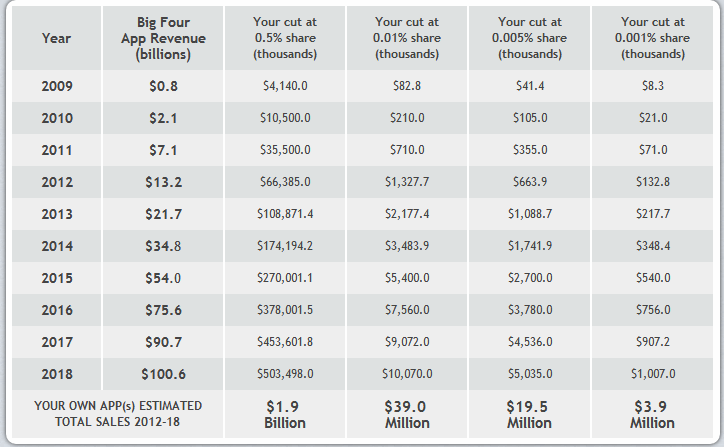 Year Big Four App Revenue (billions) Your cut at 0.5% share (thousands) Your cut at 0.01% share (thousands) Your cut at 0.005% share (thousands) Your cut at 0.001% share (thousands)
2009 $0.8 $4,140.0 $82.8 $41.4 $8.3
2010 $2.1 $10,500.0 $210.0 $105.0 $21.0
2011 $7.1 $35,500.0 $710.0 $355.0 $71.0
2012 $13.2 $66,385.0 $1,327.7 $663.9 $132.8
2013 $21.7 $108,871.4 $2,177.4 $1,088.7 $217.7
2014 $34.8 $174,194.2 $3,483.9 $1,741.9 $348.4
2015 $54.0 $270,001.1 $5,400.0 $2,700.0 $540.0
2016 $75.6 $378,001.5 $7,560.0 $3,780.0 $756.0
2017 $90.7 $453,601.8 $9,072.0 $4,536.0 $907.2
2018 $100.6 $503,498.0 $10,070.0 $5,035.0 $1,007.0
YOUR OWN APP(s) ESTIMATED TOTAL SALES 2012-18 $1.9 Billion $39.0 Million $19.5 Million $3.9 Million